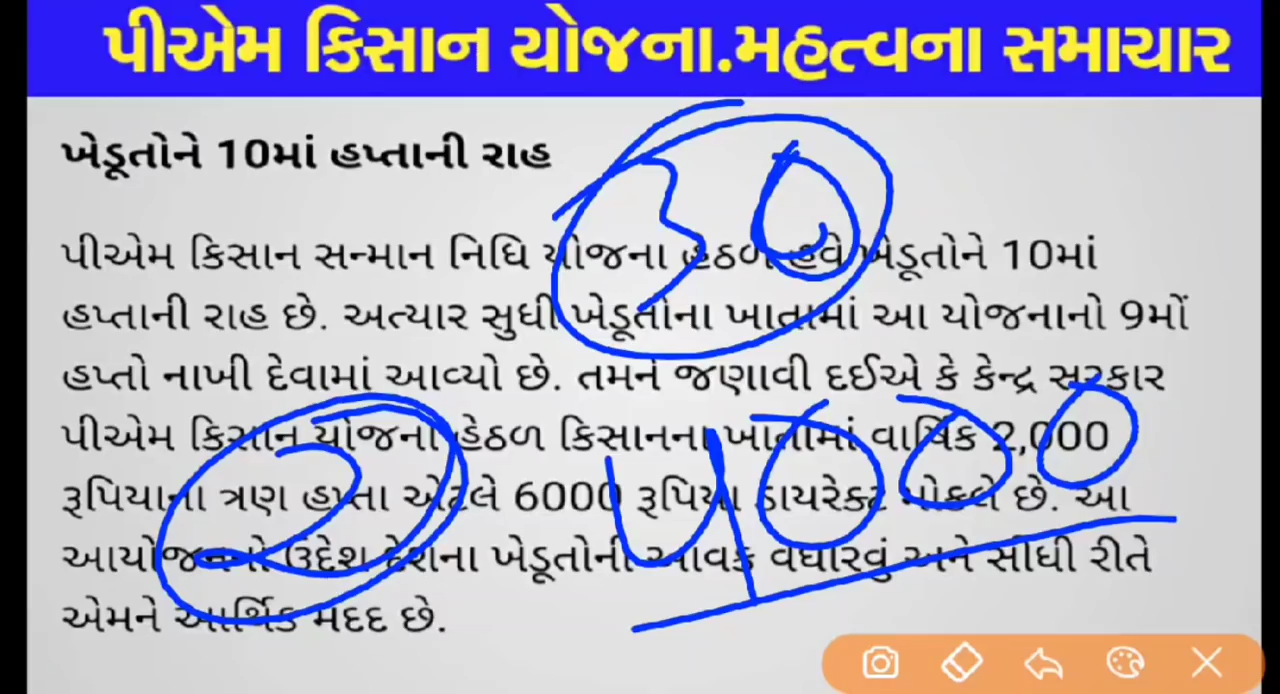 પીએમ કિસાન યોજના.મહત્વના સમાચાર
ખેડૂતોને 10માં હપ્તાની રાહ
30
પીએમ કિસાન સન્માન નિધિ યોજના હેઠળ હવે ખેડૂતોને 10માં
હપ્તાની રાહ છે. અત્યાર સુધી ખેડૂતોના ખાતામાં આ યોજનાનો 9મોં
હપ્તો નાખી દેવામાં આવ્યો છે. તમને જણાવી દઈએ કે કેન્દ્ર સરકાર
પીએમ કિસાન યોજના હેઠળ કિસાનના ખાતામાં વાર્ષિક 2,000
રૂપિયાના ત્રણ હપ્તા એટલે 6000 રૂપિયા ડાયરેક્ટ મોકલે છે. આ
2 4000
આયોજનનો ઉદેશ દેશના ખેડૂતોની આવક વધારવું અને સીધી રીતે
એમને આર્થિક મદદ છે.